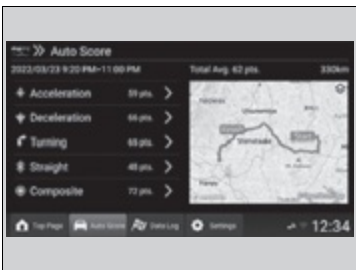 Auto Score
2022/03/23 9:20 PM-11:00 PM Total Avg. 62 pts. 330km
Acceleration 59 pts.
Deceleration 66 pts.
Turning 65 pts.
Straight 48 pts.
Composite 72 pts.
Top Page Auto Score Data Log Settings 12:34